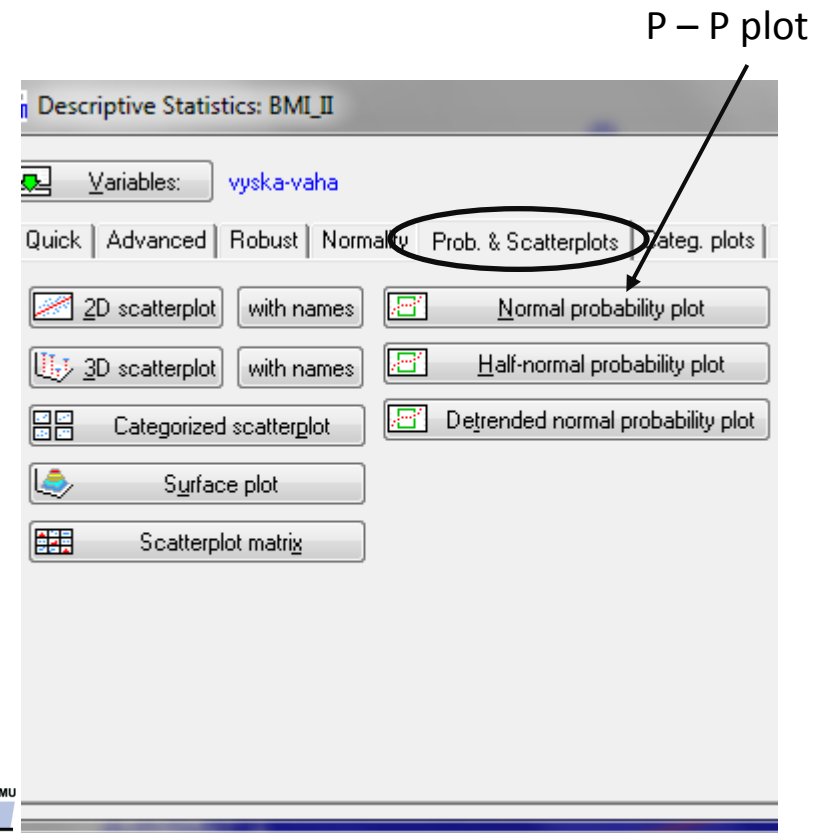 P – P plot
Descriptive Statistics: BMI_II
Variables: vyska-vaha
Quick Advanced Robust Normality Prob. & Scatterplots Categ. plots
2D scatterplot with names Normal probability plot
3D scatterplot with names Half-normal probability plot
Categorized scatterplot Detrended normal probability plot
Surface plot
Scatterplot matrix
MU